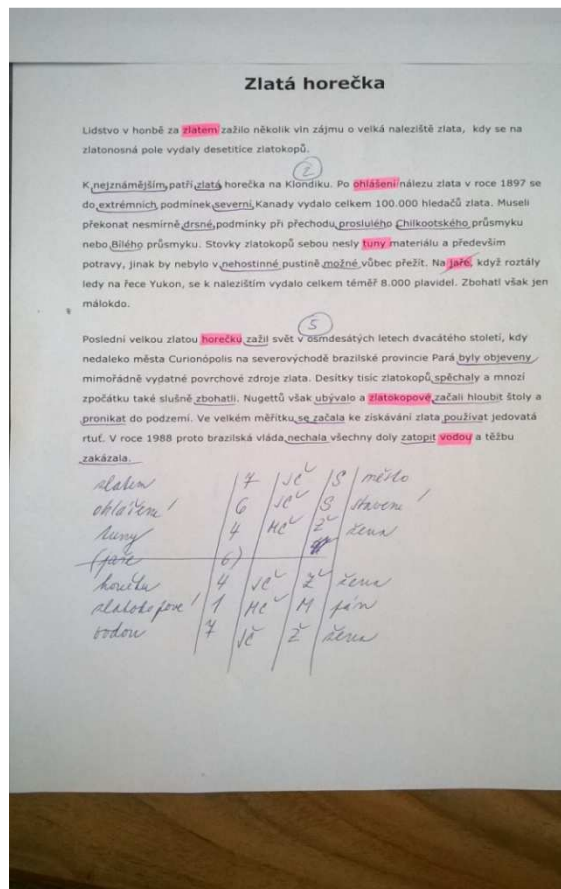 Zlatá horečka
Lidstvo v honbě za zlatem zažilo několik vln zájmu o velká naleziště zlata, kdy se na
zlatonosná pole vydaly desetitíce zlatokopů.
2
K nejznámějším patří zlatá horečka na Klondiku. Po ohlášení nálezu zlata v roce 1897 se
do extrémních podmínek severní Kanady vydalo celkem 100.000 hledačů zlata. Museli
překonat nesmírně drsné podmínky při přechodu proslulého Chilkootského průsmyku
nebo Bílého průsmyku. Stovky zlatokopů sebou nesly tuny materiálu a především
potravy, jinak by nebylo v nehostinné pustině možné vůbec přežít. Na jaře, když roztály
ledy na řece Yukon, se k nalezištím vydalo celkem téměř 8.000 plavidel. Zbohatl však jen
málokdo.
5
Poslední velkou zlatou horečku zažil svět v osmdesátých letech dvacátého století, kdy
nedaleko města Curionópolis na severovýchodě brazilské provincie Pará byly objeveny
mimořádně vydatné povrchové zdroje zlata. Desítky tisíc zlatokopů spěchaly a mnozí
zpočátku také slušně zbohatli. Nugettů však ubývalo a zlatokopové začali hloubit štoly a
pronikat do podzemí. Ve velkém měřítku se začala ke získávání zlata používat jedovatá
rtuť. V roce 1988 proto brazilská vláda nechala všechny doly zatopit vodou a těžbu
zakázala.
zlatem / 7 / JČ / S / město
ohlášení / 6 / JČ / S / stavení
tuny / 4 / MČ / Ž / žena
(jaře 6)
horečku / 4 / JČ / Ž / žena
zlatokopové / 1 / MČ / M / pán
vodou / 7 / JČ / Ž / žena